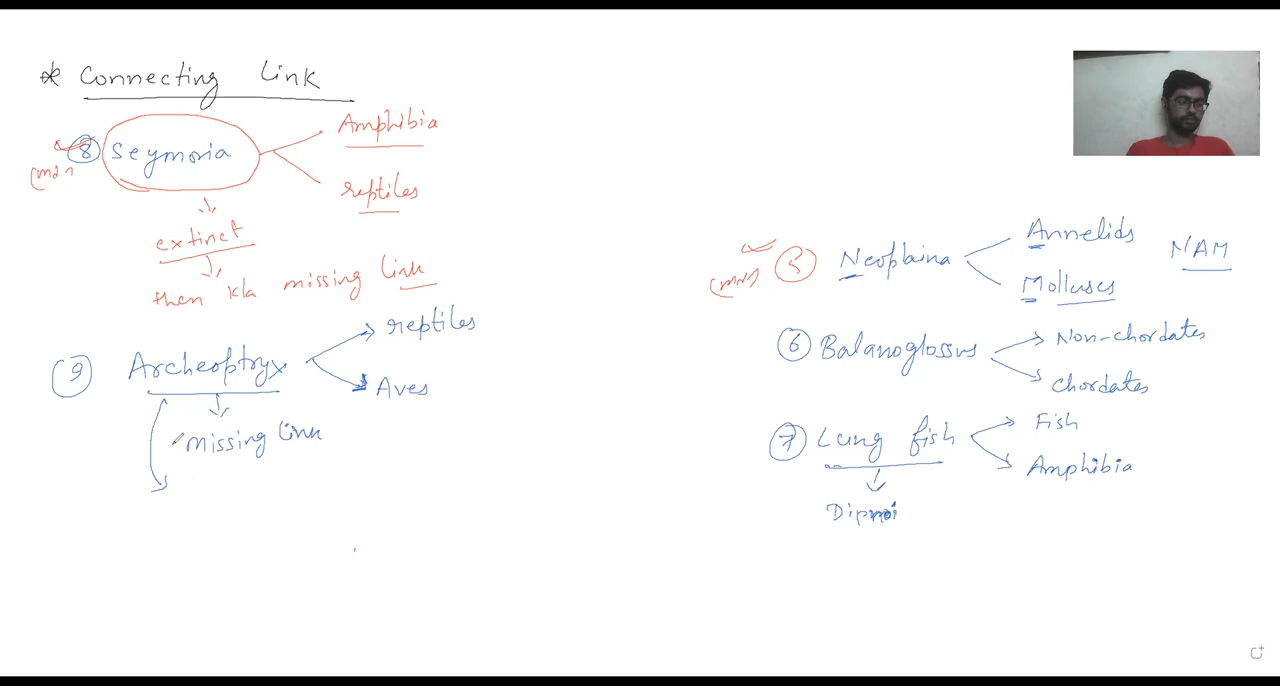 * Connecting Link
8 Seymoria
Amphibia
reptiles
extinct
then kla missing link
9 Archeoptryx
reptiles
Aves
missing link
5 Neoplaina
Annelids
Molluscs
NAM
6 Balanoglossus
Non-chordates
Chordates
7 Lung fish
Fish
Amphibia
Dipnoi